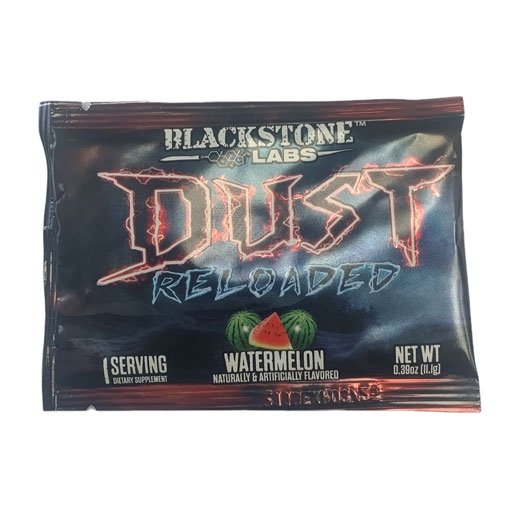 BLACKSTONE™
LABS
DUST
RELOADED
1 SERVING
DIETARY SUPPLEMENT
WATERMELON
NATURALLY & ARTIFICIALLY FLAVORED
NET WT
0.39oz (11.1g)